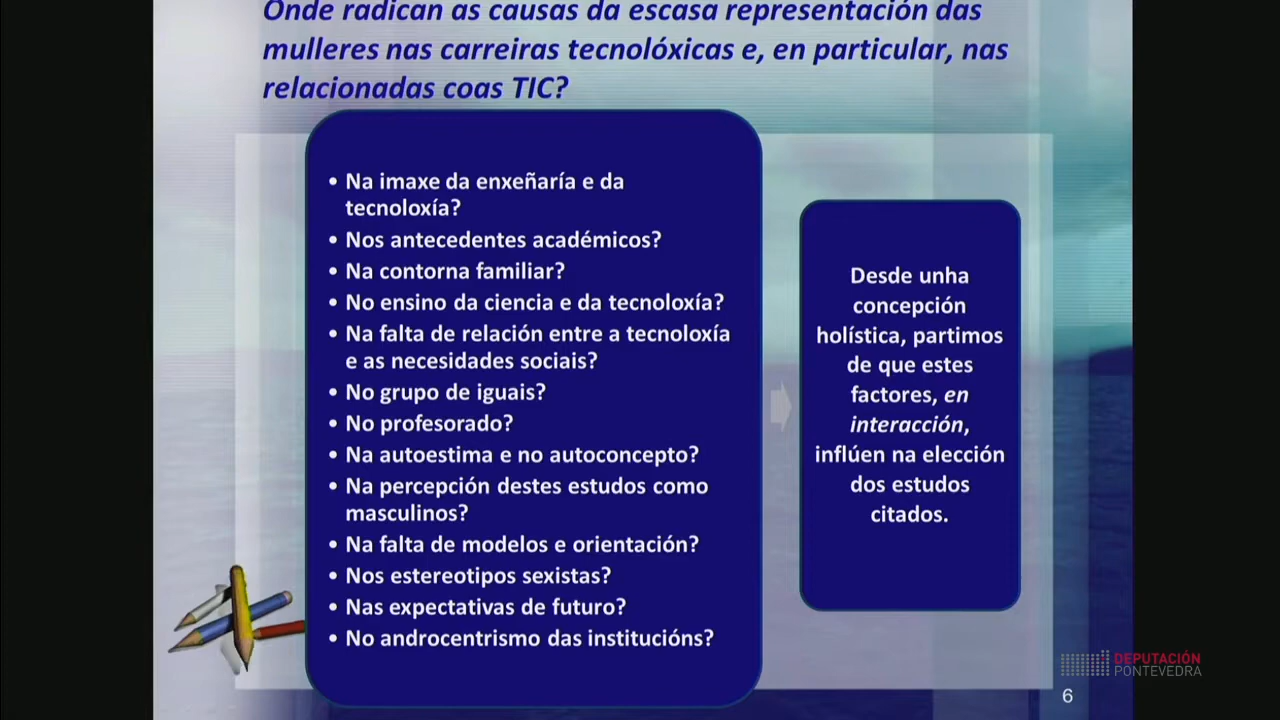 Onde radican as causas da escasa representación das
mulleres nas carreiras tecnolóxicas e, en particular, nas
relacionadas coas TIC?
• Na imaxe da enxeñaría e da
tecnoloxía?
• Nos antecedentes académicos?
• Na contorna familiar?
• No ensino da ciencia e da tecnoloxía?
• Na falta de relación entre a tecnoloxía
e as necesidades sociais?
• No grupo de iguais?
• No profesorado?
• Na autoestima e no autoconcepto?
• Na percepción destes estudos como
masculinos?
• Na falta de modelos e orientación?
• Nos estereotipos sexistas?
• Nas expectativas de futuro?
• No androcentrismo das institucións?
Desde unha
concepción
holística, partimos
de que estes
factores, en
interacción,
inflúen na elección
dos estudos
citados.
DEPUTACIÓN
PONTEVEDRA
6